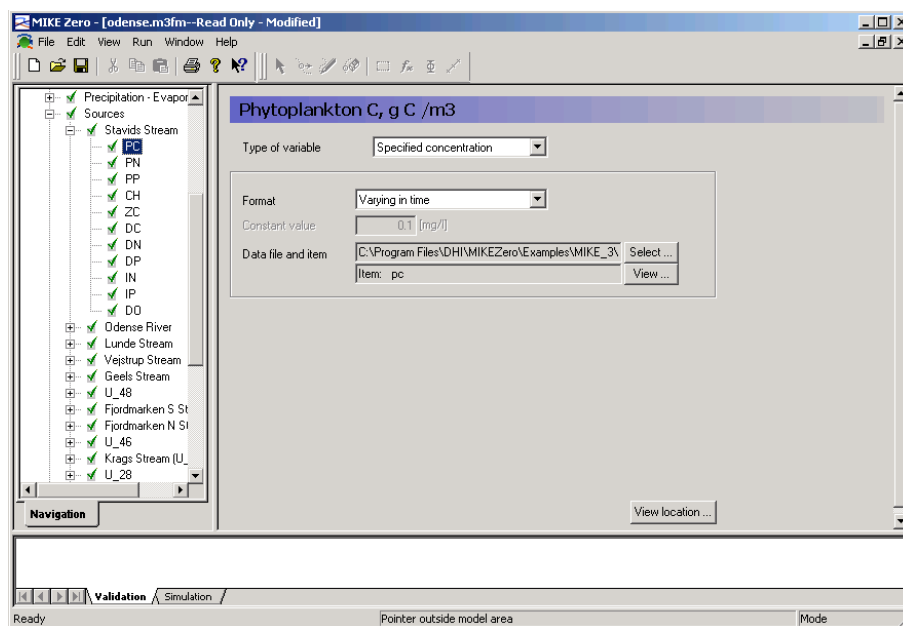 MIKE Zero - [odense.m3fm--Read Only - Modified]
File Edit View Run Window Help
Precipitation - Evapor
Sources
Stavids Stream
PC
PN
PP
CH
ZC
DC
DN
DP
IN
IP
DO
Odense River
Lunde Stream
Vejstrup Stream
Geels Stream
U_48
Fjordmarken S St
Fjordmarken N St
U_46
Krags Stream (U_
U_28
Navigation
Phytoplankton C, g C /m3
Type of variable Specified concentration
Format Varying in time
Constant value 0.1 [mg/l]
Data file and item C:\Program Files\DHI\MIKEZero\Examples\MIKE_3\ Select ...
Item: pc View ...
View location ...
Validation Simulation
Ready Pointer outside model area Mode